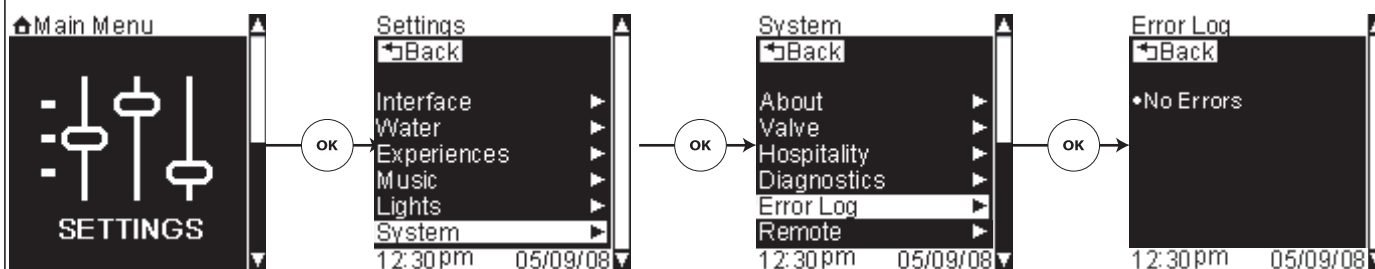 Main Menu
SETTINGS
OK
Settings
Back
Interface
Water
Experiences
Music
Lights
System
12:30pm 05/09/08
OK
System
Back
About
Valve
Hospitality
Diagnostics
Error Log
Remote
12:30pm 05/09/08
OK
Error Log
Back
•No Errors
12:30pm 05/09/08